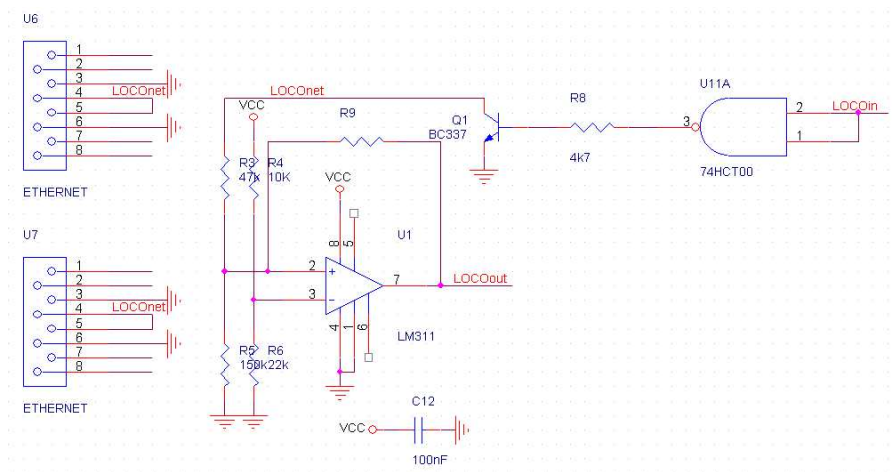 U6
1
2
3
LOCOnet 4
5
6
7
8
ETHERNET
VCC
LOCOnet
R9
Q1
BC337
R8
4k7
U11A
3
2
1
LOCOin
74HCT00
R3 R4
47k 10K
VCC
8 5
U1
2 +
3 -
7
LOCOout
4 1 6
LM311
R5 R6
150k 22k
U7
1
2
3
LOCOnet 4
5
6
7
8
ETHERNET
C12
VCC
100nF